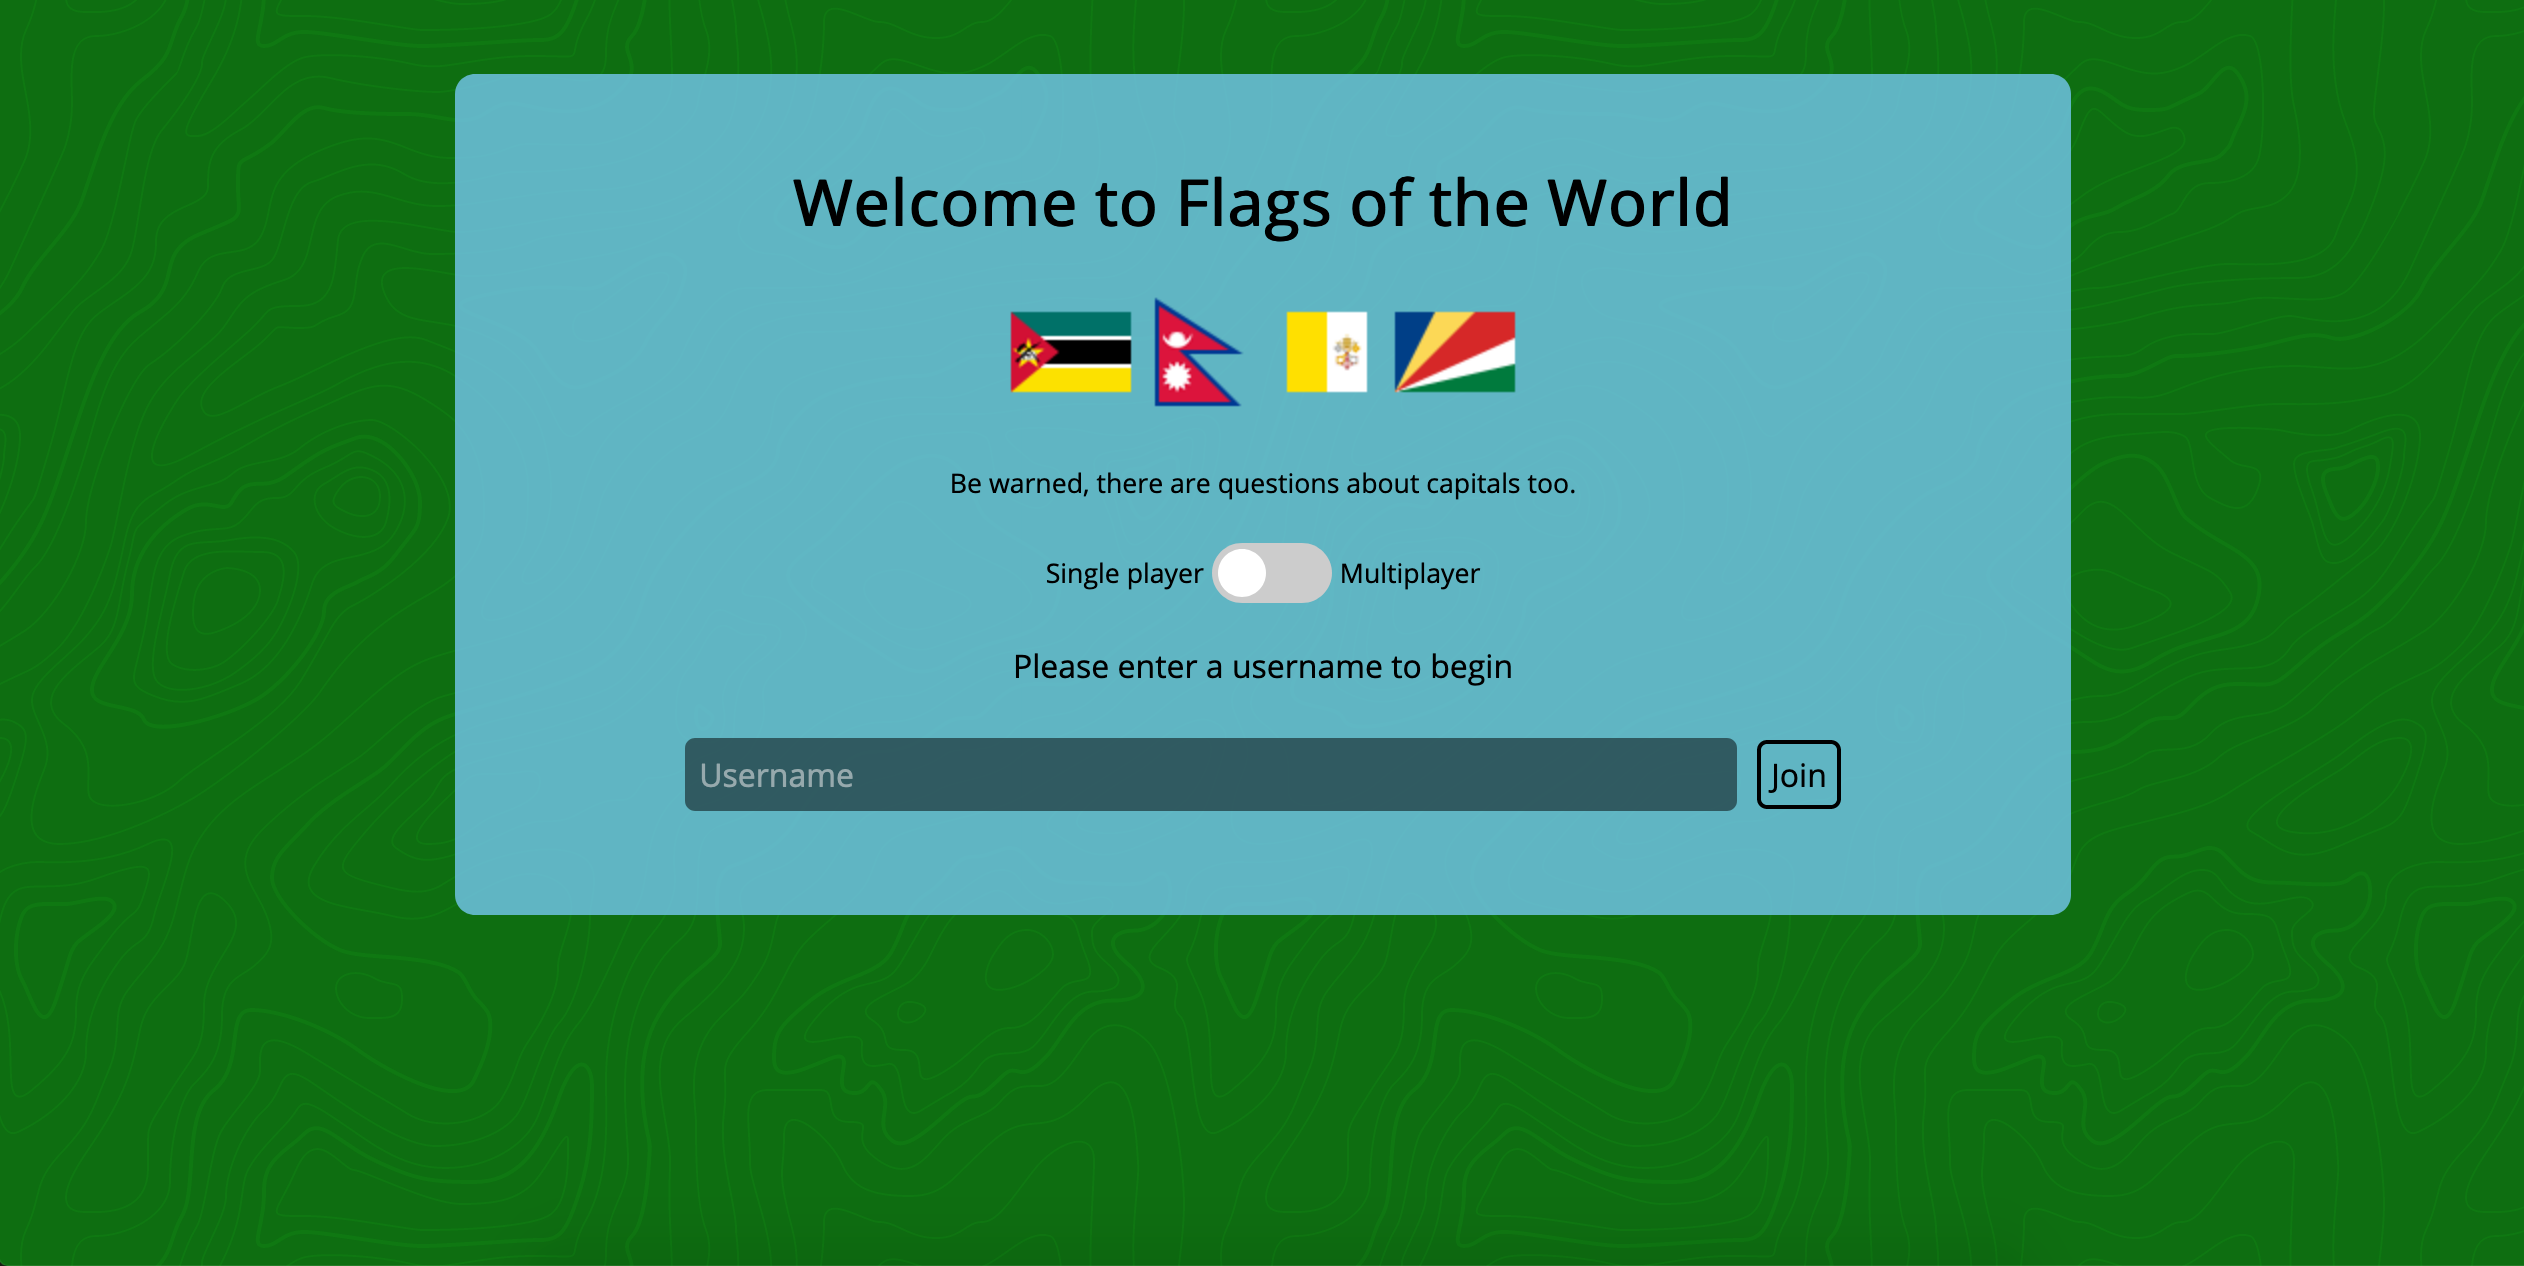 Welcome to Flags of the World
Be warned, there are questions about capitals too.
Single player Multiplayer
Please enter a username to begin
Username Join